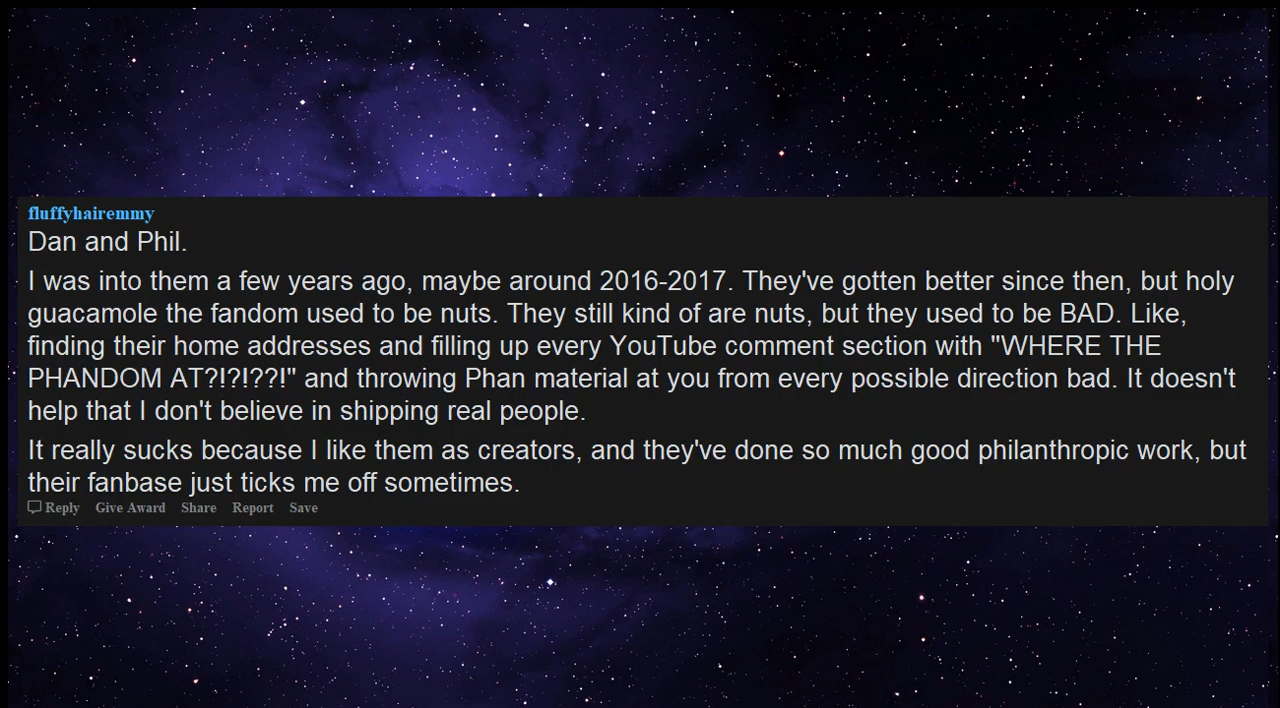 fluffyhairemmy
Dan and Phil.
I was into them a few years ago, maybe around 2016-2017. They've gotten better since then, but holy
guacamole the fandom used to be nuts. They still kind of are nuts, but they used to be BAD. Like,
finding their home addresses and filling up every YouTube comment section with "WHERE THE
PHANDOM AT?!?!??!" and throwing Phan material at you from every possible direction bad. It doesn't
help that I don't believe in shipping real people.
It really sucks because I like them as creators, and they've done so much good philanthropic work, but
their fanbase just ticks me off sometimes.
Reply Give Award Share Report Save